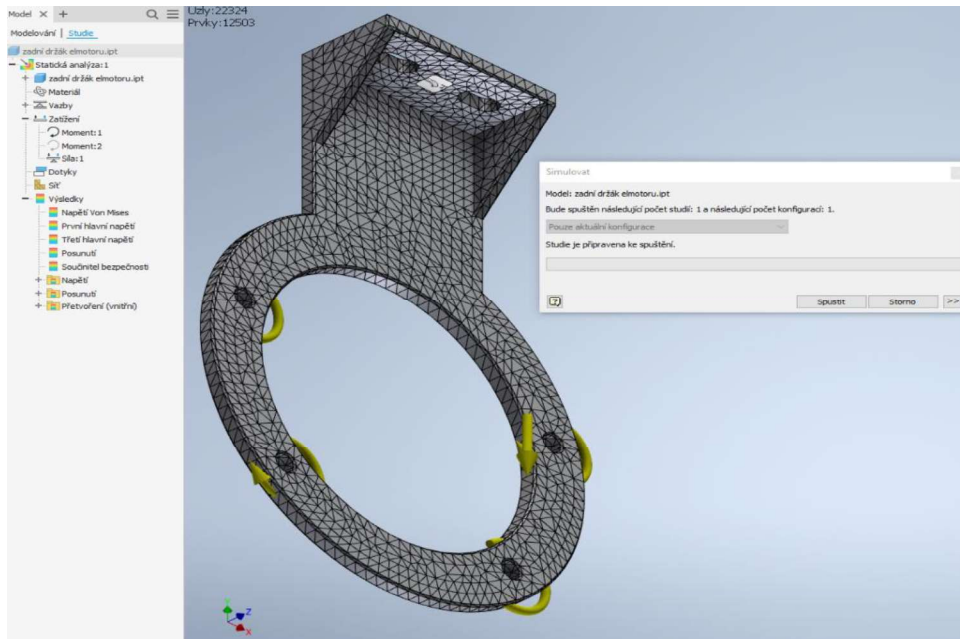 Model × +
Uzly:22324
Prvky:12503
Modelování | Studie
zadní držák elmotoru.ipt
Statická analýza:1
zadní držák elmotoru.ipt
Materiál
Vazby
Zatížení
Moment:1
Moment:2
Síla:1
Dotyky
Síť
Výsledky
Napětí Von Mises
První hlavní napětí
Třetí hlavní napětí
Posunutí
Součinitel bezpečnosti
Napětí
Posunutí
Přetvoření (vnitřní)
Simulovat
Model: zadní držák elmotoru.ipt
Bude spuštěn následující počet studií: 1 a následující počet konfigurací: 1.
Pouze aktuální konfigurace
Studie je připravena ke spuštění.
Spustit
Storno
>>
Y
Z
X